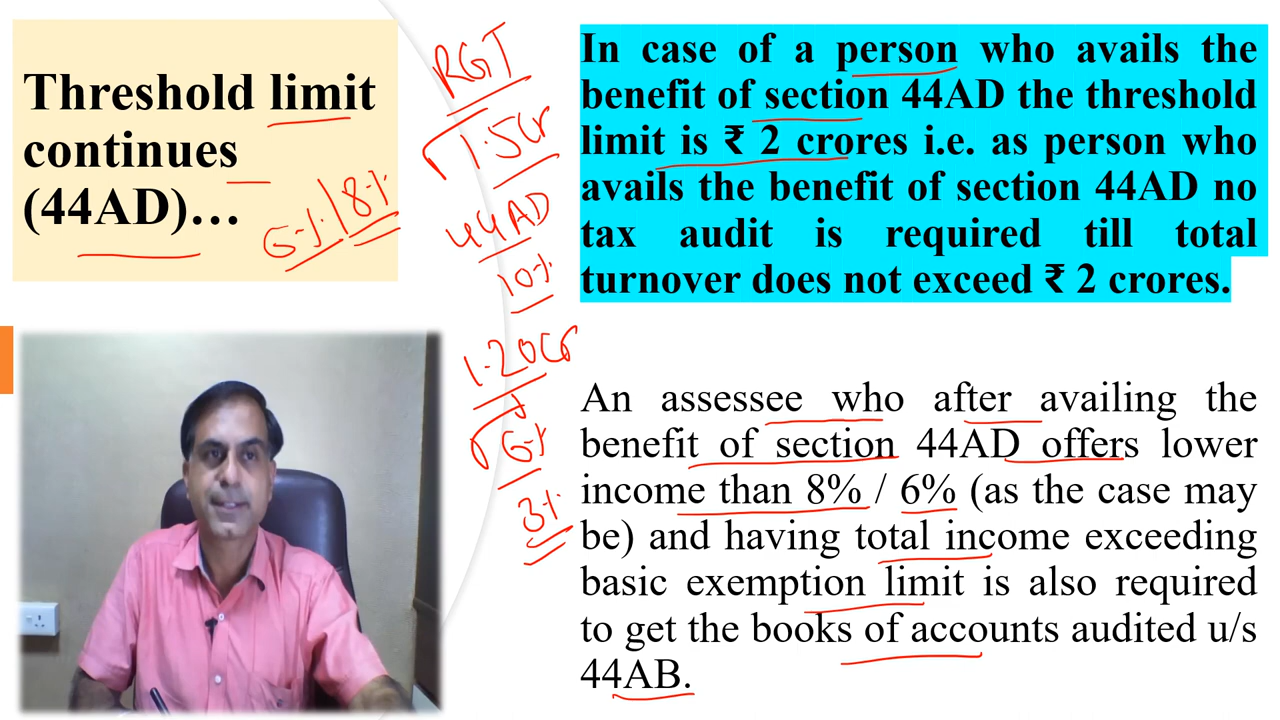 Threshold limit
continues
(44AD)…
6% / 8%
RGT
1.5Cr
44AD
10%
1.20Cr
6%
3%
In case of a person who avails the
benefit of section 44AD the threshold
limit is ₹ 2 crores i.e. as person who
avails the benefit of section 44AD no
tax audit is required till total
turnover does not exceed ₹ 2 crores.
An assessee who after availing the
benefit of section 44AD offers lower
income than 8% / 6% (as the case may
be) and having total income exceeding
basic exemption limit is also required
to get the books of accounts audited u/s
44AB.